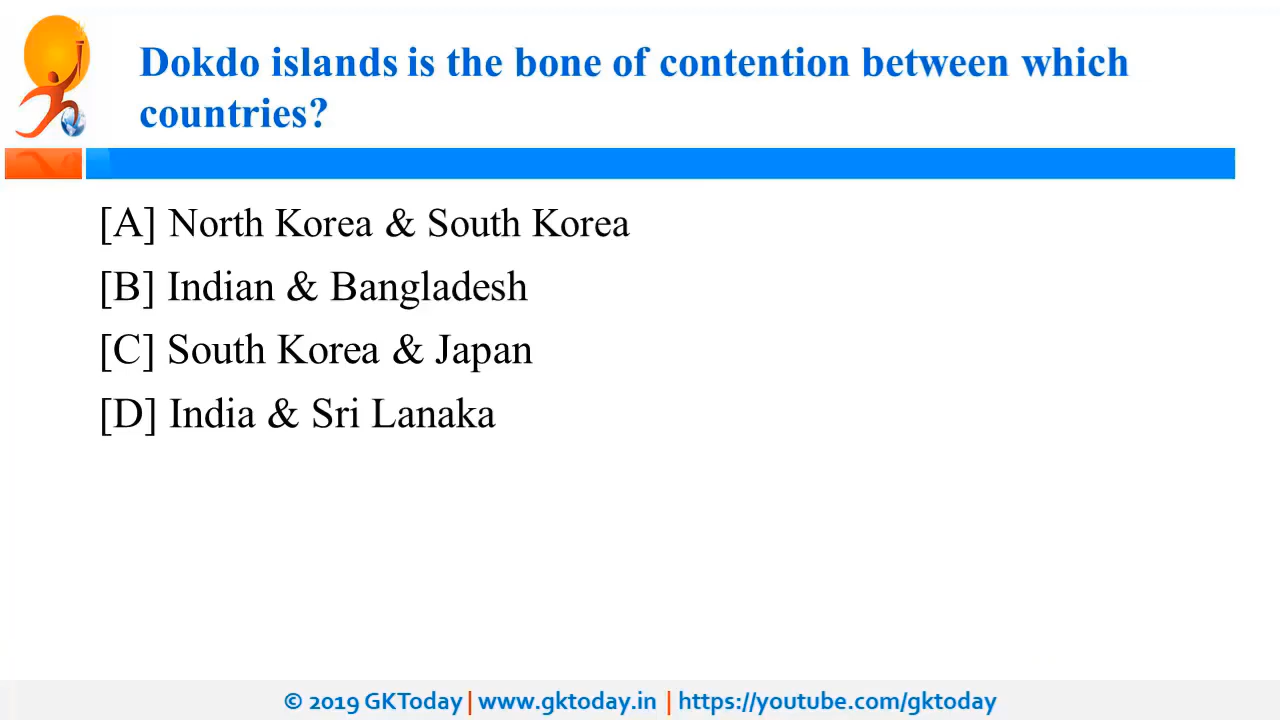 Dokdo islands is the bone of contention between which
countries?
[A] North Korea & South Korea
[B] Indian & Bangladesh
[C] South Korea & Japan
[D] India & Sri Lanaka
© 2019 GKToday | www.gktoday.in | https://youtube.com/gktoday